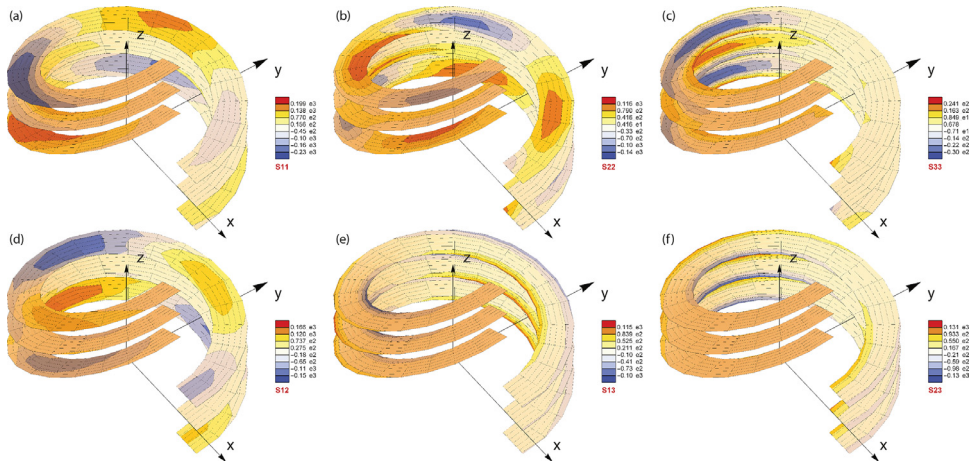 (a)
z
y
x
0.199 e3
0.138 e3
0.770 e2
0.156 e2
-0.45 e2
-0.10 e3
-0.16 e3
-0.23 e3
S11
(b)
z
y
x
0.116 e3
0.790 e2
0.416 e2
0.416 e1
-0.33 e2
-0.70 e2
-0.10 e3
-0.14 e3
S22
(c)
z
y
x
0.241 e2
0.163 e2
0.849 e1
0.678
-0.71 e1
-0.14 e2
-0.22 e2
-0.30 e2
S33
(d)
z
y
x
0.166 e3
0.120 e3
0.737 e2
0.275 e2
-0.18 e2
-0.65 e2
-0.11 e3
-0.15 e3
S12
(e)
z
y
x
0.115 e3
0.839 e2
0.525 e2
0.211 e2
-0.10 e2
-0.41 e2
-0.73 e2
-0.10 e3
S13
(f)
z
y
x
0.131 e3
0.933 e2
0.550 e2
0.167 e2
-0.21 e2
-0.59 e2
-0.98 e2
-0.13 e3
S23